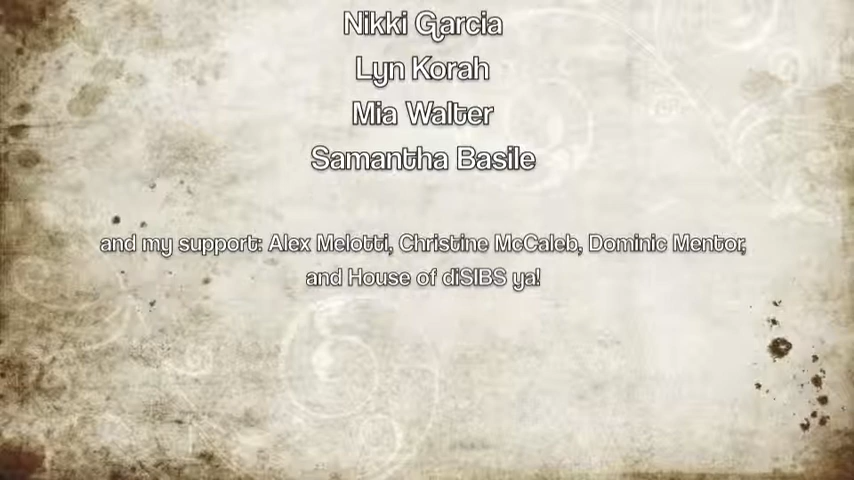 Nikki Garcia
Lyn Korah
Mia Walter
Samantha Basile
and my support: Alex Melotti, Christine McCaleb, Dominic Mentor,
and House of diSIBS ya!